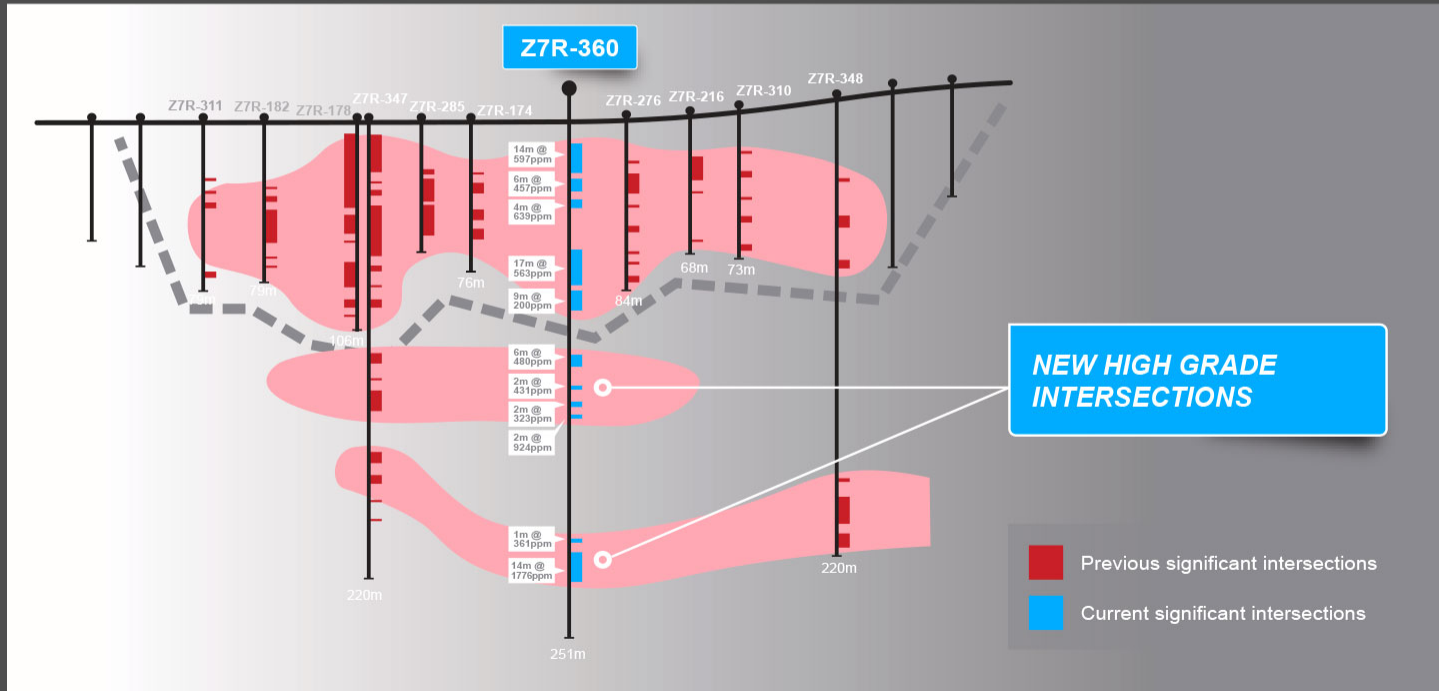 Z7R-360
Z7R-311
Z7R-182
Z7R-178
Z7R-347
Z7R-285
Z7R-174
Z7R-276
Z7R-216
Z7R-310
Z7R-348
14m @
597ppm
6m @
457ppm
4m @
639ppm
17m @
563ppm
9m @
200ppm
6m @
480ppm
2m @
431ppm
2m @
323ppm
2m @
924ppm
1m @
361ppm
14m @
1776ppm
79m
106m
76m
84m
68m
73m
220m
251m
220m
NEW HIGH GRADE
INTERSECTIONS
Previous significant intersections
Current significant intersections